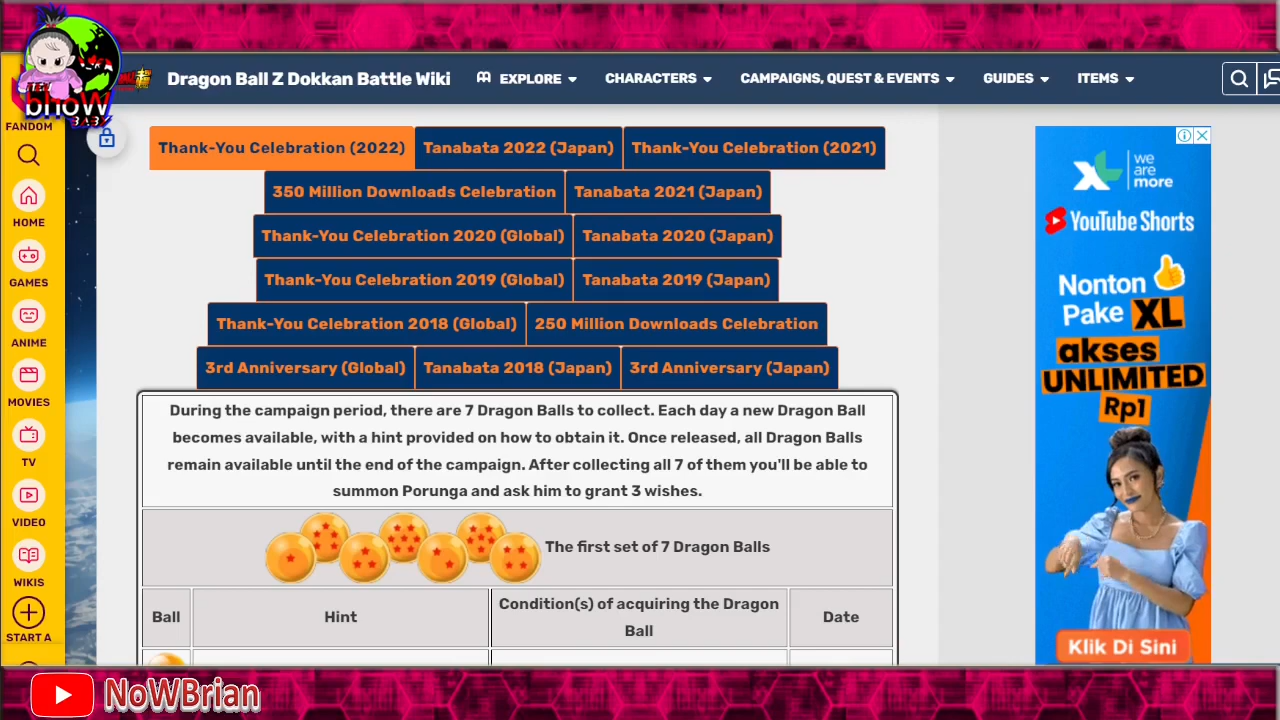 bhoW
BABY
FANDOM
HOME
GAMES
ANIME
MOVIES
TV
VIDEO
WIKIS
START A
Dragon Ball Z Dokkan Battle Wiki
EXPLORE
CHARACTERS
CAMPAIGNS, QUEST & EVENTS
GUIDES
ITEMS
Thank-You Celebration (2022)
Tanabata 2022 (Japan)
Thank-You Celebration (2021)
350 Million Downloads Celebration
Tanabata 2021 (Japan)
Thank-You Celebration 2020 (Global)
Tanabata 2020 (Japan)
Thank-You Celebration 2019 (Global)
Tanabata 2019 (Japan)
Thank-You Celebration 2018 (Global)
250 Million Downloads Celebration
3rd Anniversary (Global)
Tanabata 2018 (Japan)
3rd Anniversary (Japan)
During the campaign period, there are 7 Dragon Balls to collect. Each day a new Dragon Ball
becomes available, with a hint provided on how to obtain it. Once released, all Dragon Balls
remain available until the end of the campaign. After collecting all 7 of them you'll be able to
summon Porunga and ask him to grant 3 wishes.
The first set of 7 Dragon Balls
Ball
Hint
Condition(s) of acquiring the Dragon
Ball
Date
XL
we
are
more
YouTube Shorts
Nonton
Pake XL
akses
UNLIMITED
Rp1
Klik Di Sini
NoWBrian